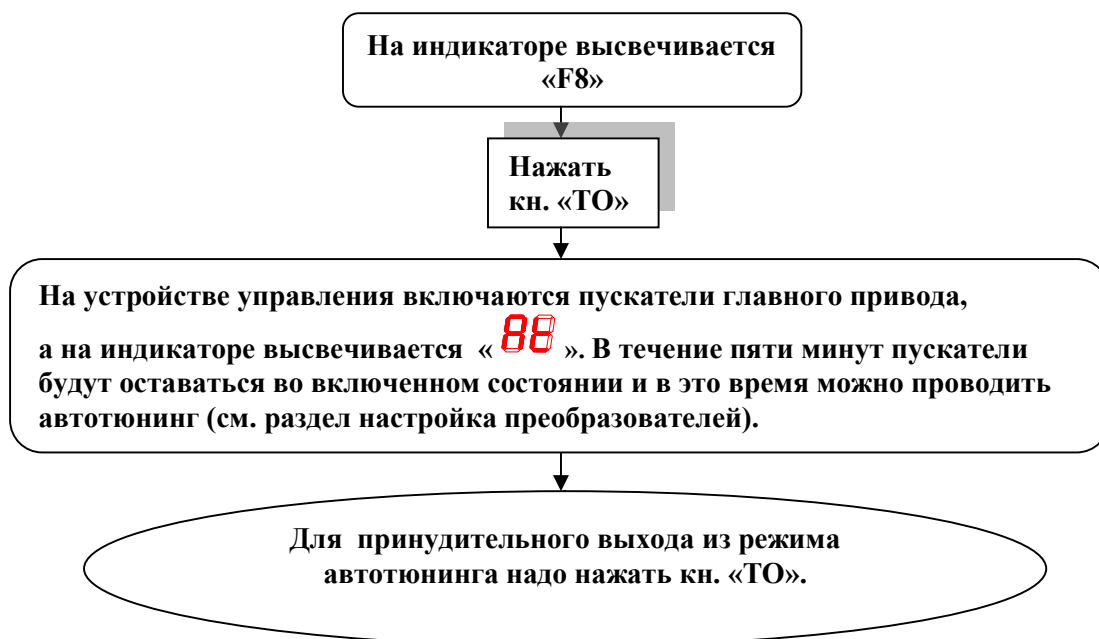 На индикаторе высвечивается
«F8»
Нажать
кн. «ТО»
На устройстве управления включаются пускатели главного привода,
а на индикаторе высвечивается « At ». В течение пяти минут пускатели
будут оставаться во включенном состоянии и в это время можно проводить
автотюнинг (см. раздел настройка преобразователей).
Для принудительного выхода из режима
автотюнинга надо нажать кн. «ТО».